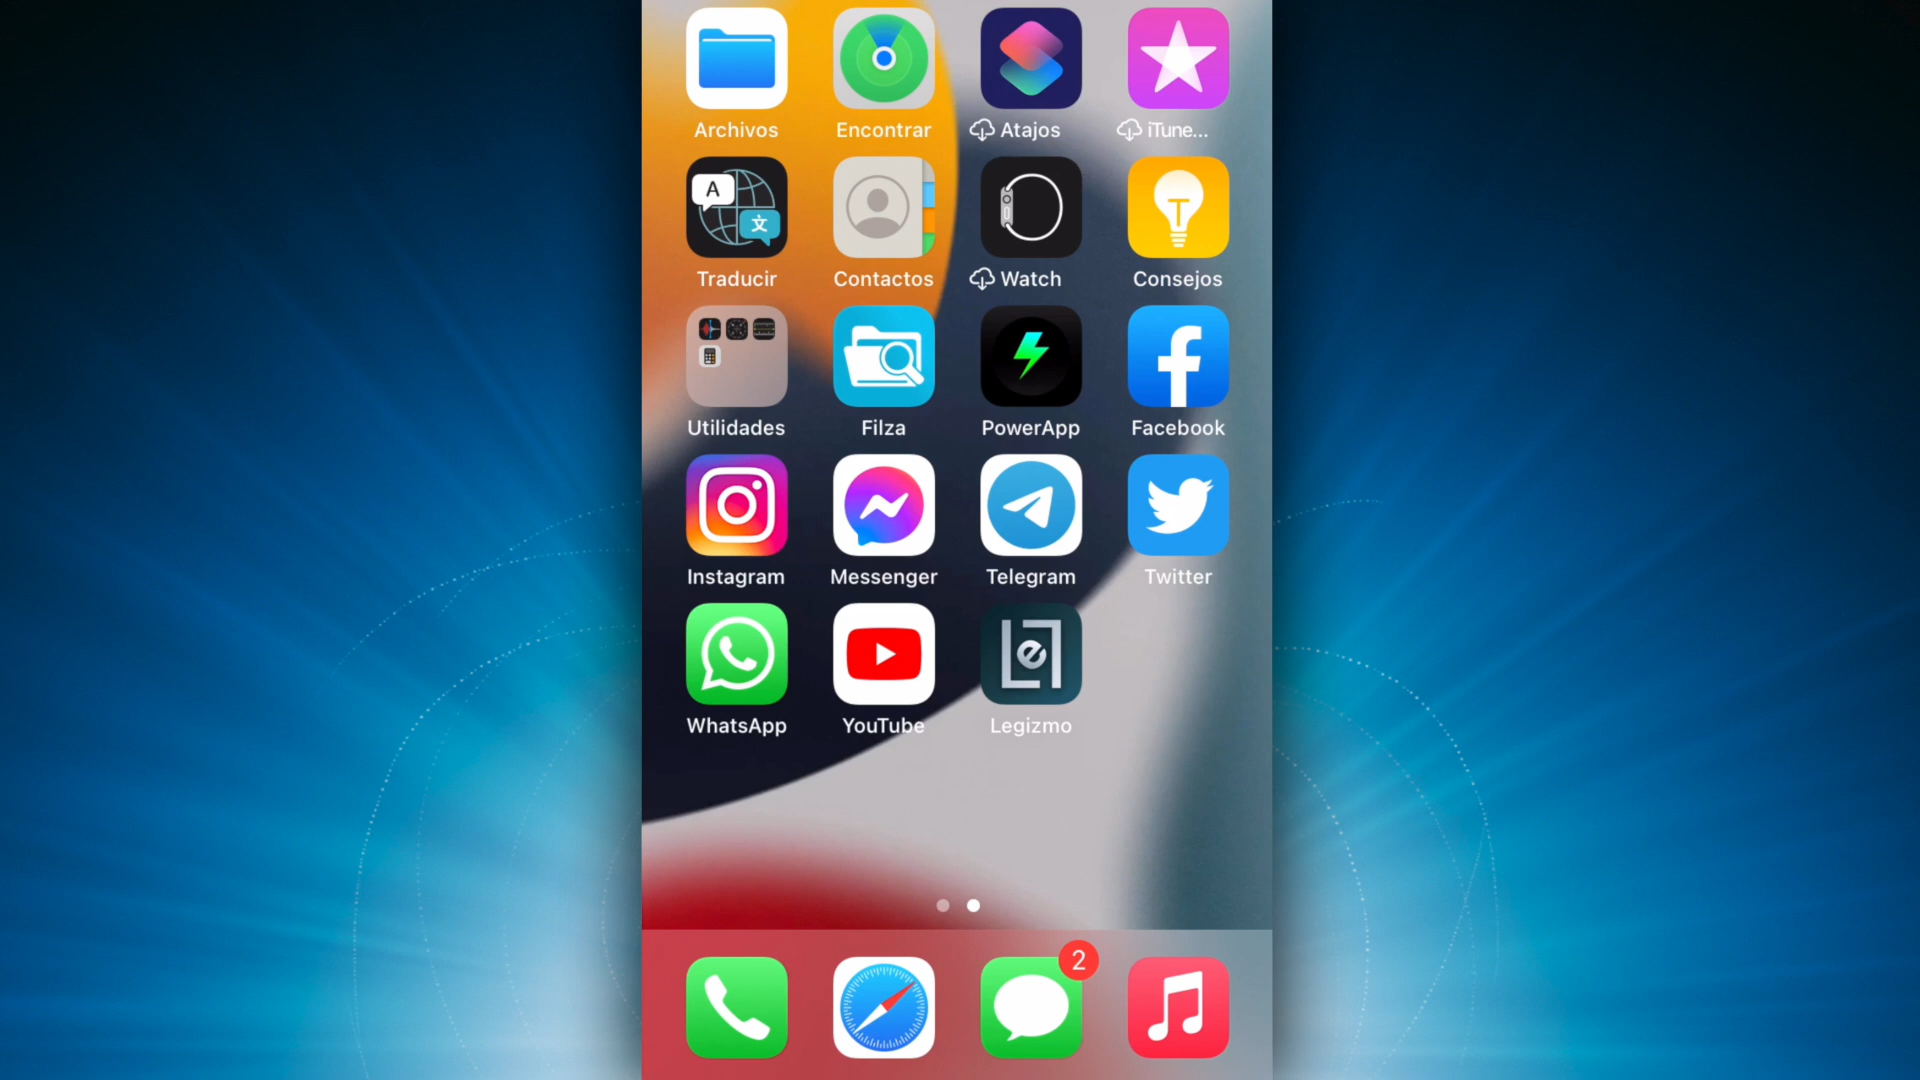 Archivos
Encontrar
Atajos
iTune...
A
文
Traducir
Contactos
Watch
Consejos
Utilidades
Filza
PowerApp
Facebook
Instagram
Messenger
Telegram
Twitter
WhatsApp
YouTube
Legizmo
2